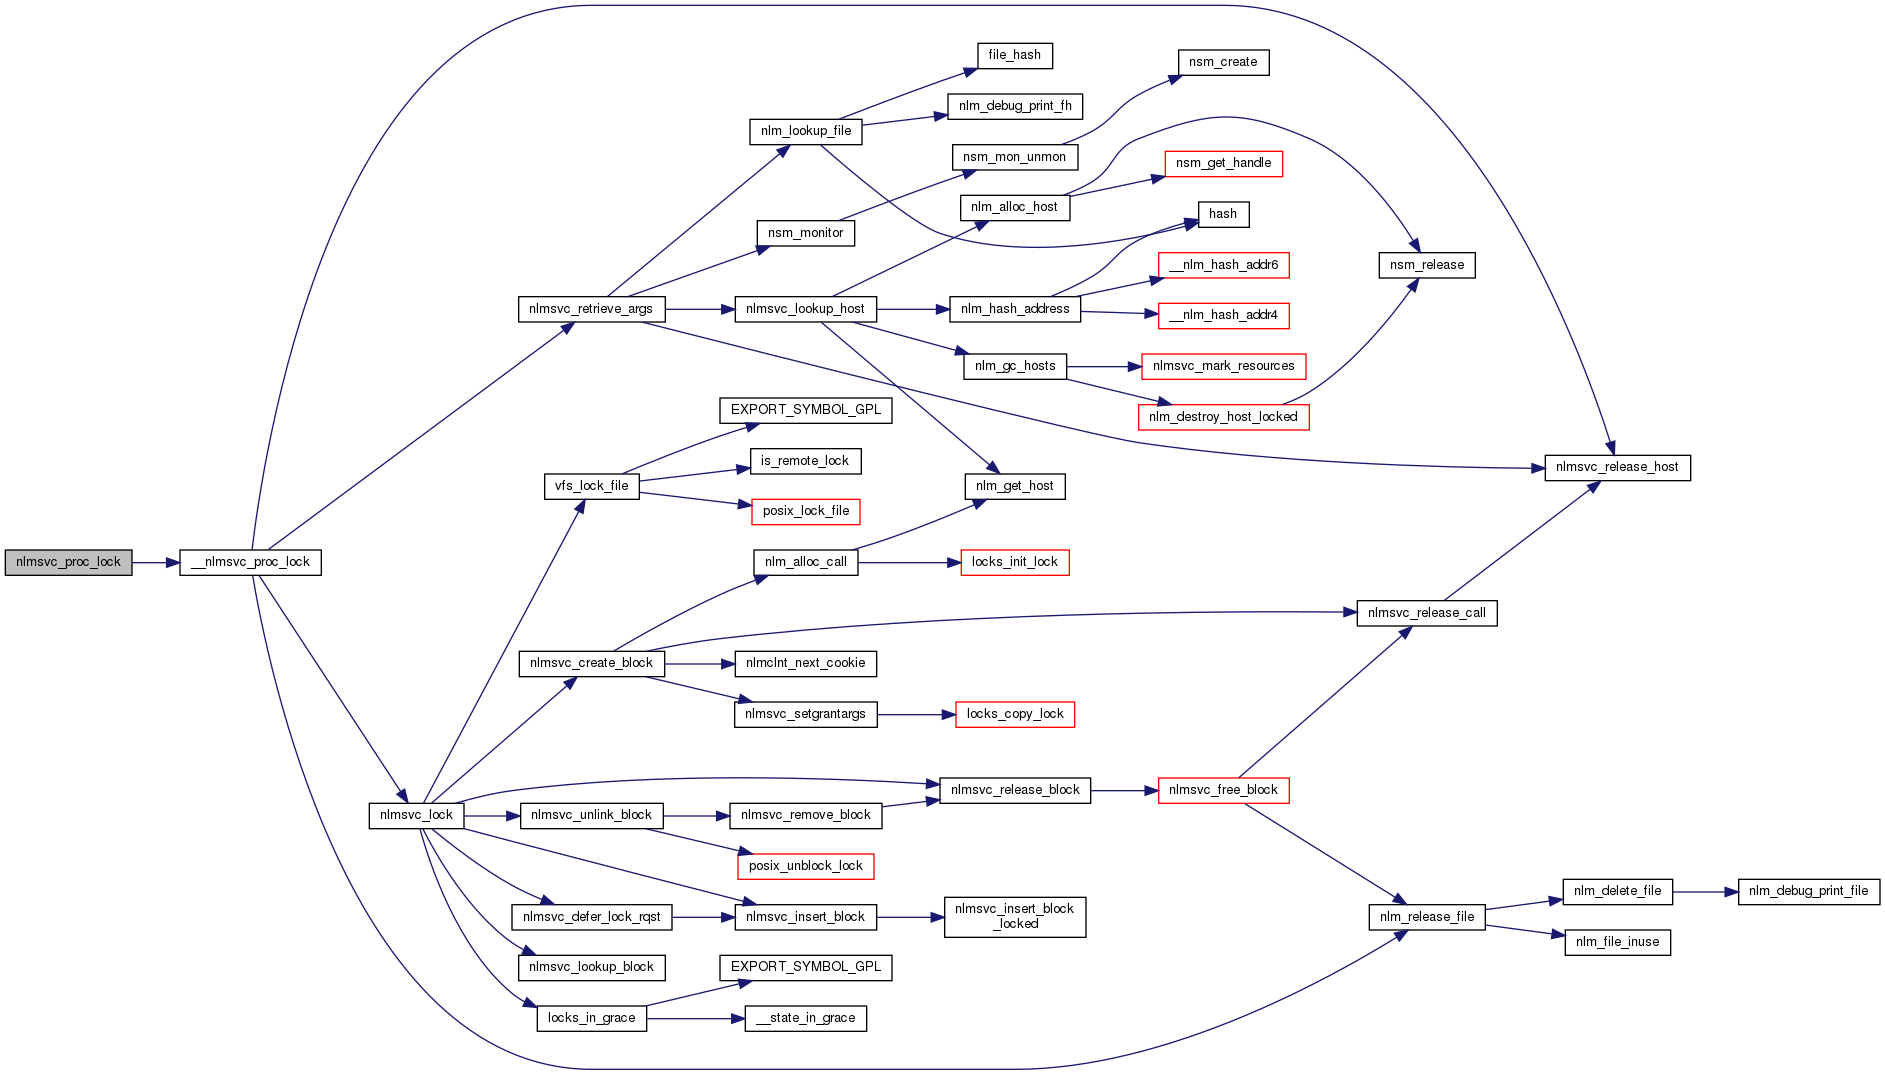 file_hash
nsm_create
nlm_debug_print_fh
nlm_lookup_file
nsm_mon_unmon
nsm_get_handle
nlm_alloc_host
hash
nsm_monitor
__nlm_hash_addr6
nsm_release
nlmsvc_retrieve_args
nlmsvc_lookup_host
nlm_hash_address
__nlm_hash_addr4
nlm_gc_hosts
nlmsvc_mark_resources
EXPORT_SYMBOL_GPL
nlm_destroy_host_locked
is_remote_lock
nlmsvc_release_host
vfs_lock_file
nlm_get_host
posix_lock_file
nlmsvc_proc_lock
__nlmsvc_proc_lock
nlm_alloc_call
locks_init_lock
nlmsvc_release_call
nlmsvc_create_block
nlmclnt_next_cookie
nlmsvc_setgrantargs
locks_copy_lock
nlmsvc_release_block
nlmsvc_free_block
nlmsvc_lock
nlmsvc_unlink_block
nlmsvc_remove_block
posix_unblock_lock
nlm_delete_file
nlm_debug_print_file
nlmsvc_defer_lock_rqst
nlmsvc_insert_block
nlmsvc_insert_block
_locked
nlm_release_file
nlm_file_inuse
nlmsvc_lookup_block
EXPORT_SYMBOL_GPL
locks_in_grace
__state_in_grace